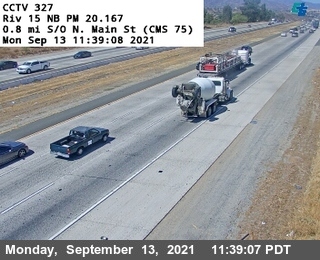 CCTV 327
Riv 15 NB PM 20.167
0.8 mi S/O N. Main St (CMS 75)
Mon Sep 13 11:39:08 2021
Monday, September 13, 2021 11:39:07 PDT